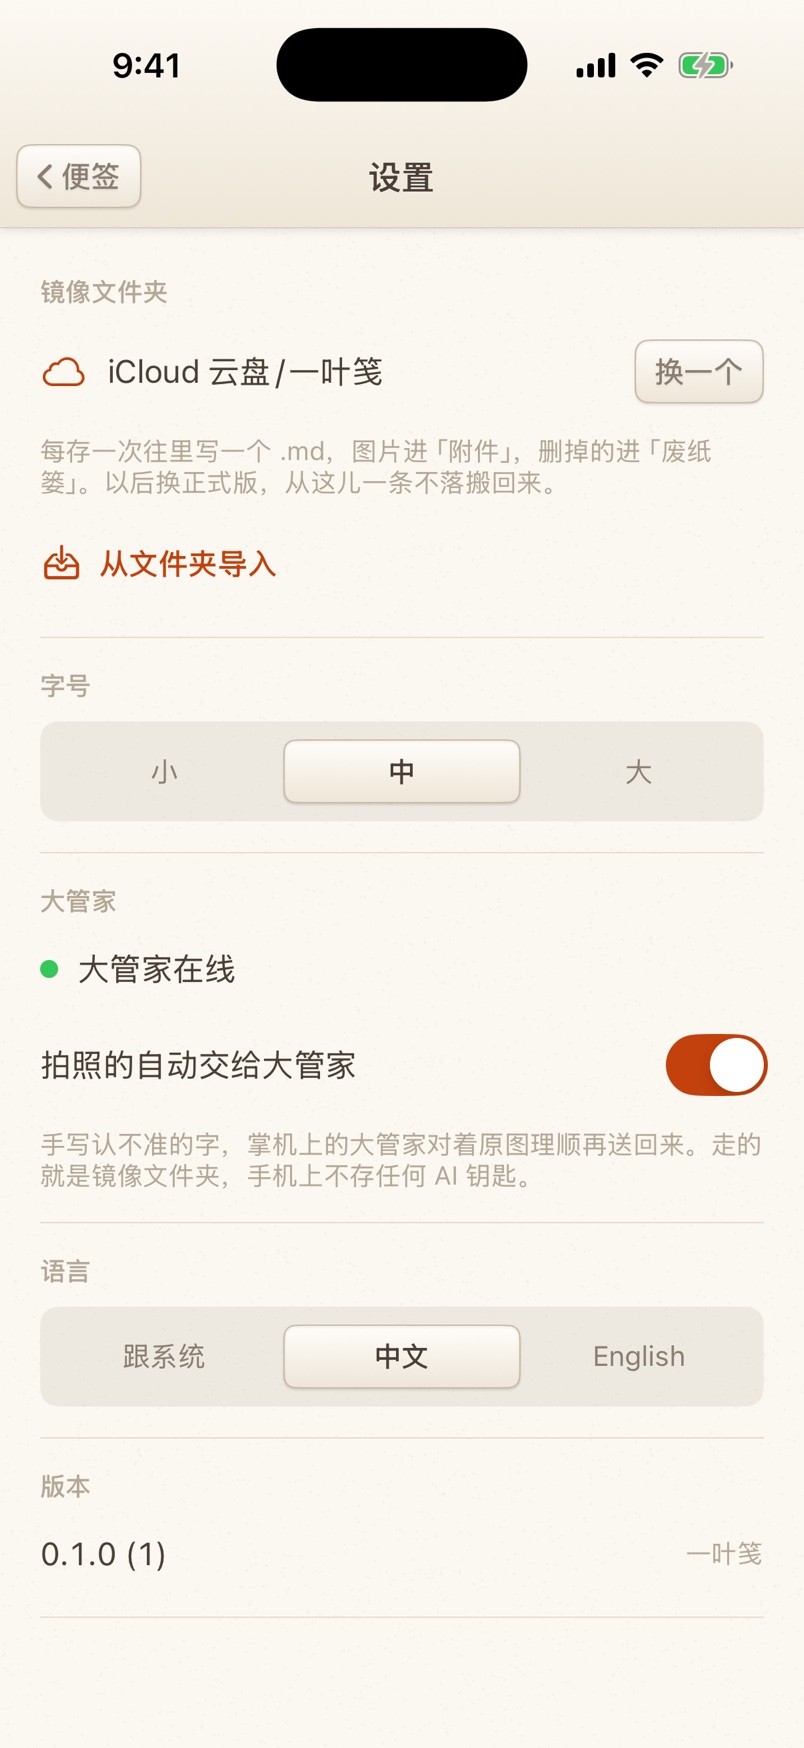 9:41
便签
设置
镜像文件夹
iCloud 云盘/一叶笺
换一个
每存一次往里写一个 .md，图片进「附件」，删掉的进「废纸
篓」。以后换正式版，从这儿一条不落搬回来。
从文件夹导入
字号
小
中
大
大管家
大管家在线
拍照的自动交给大管家
手写认不准的字，掌机上的大管家对着原图理顺再送回来。走的
就是镜像文件夹，手机上不存任何 AI 钥匙。
语言
跟系统
中文
English
版本
0.1.0 (1)
一叶笺